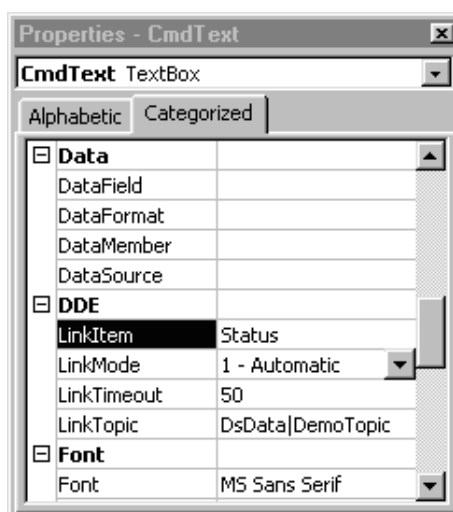 Properties - CmdText
CmdText TextBox
Alphabetic Categorized
Data
DataField
DataFormat
DataMember
DataSource
DDE
LinkItem Status
LinkMode 1 - Automatic
LinkTimeout 50
LinkTopic DsData|DemoTopic
Font
Font MS Sans Serif